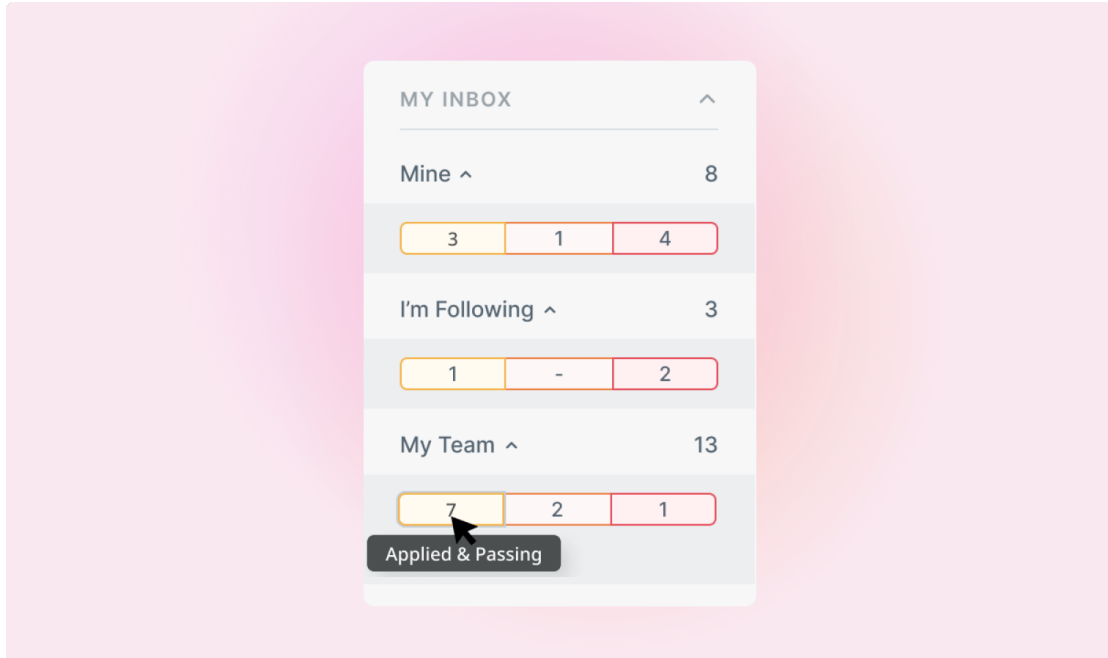 MY INBOX
Mine 8
3 1 4
I'm Following 3
1 - 2
My Team 13
7 2 1
Applied & Passing